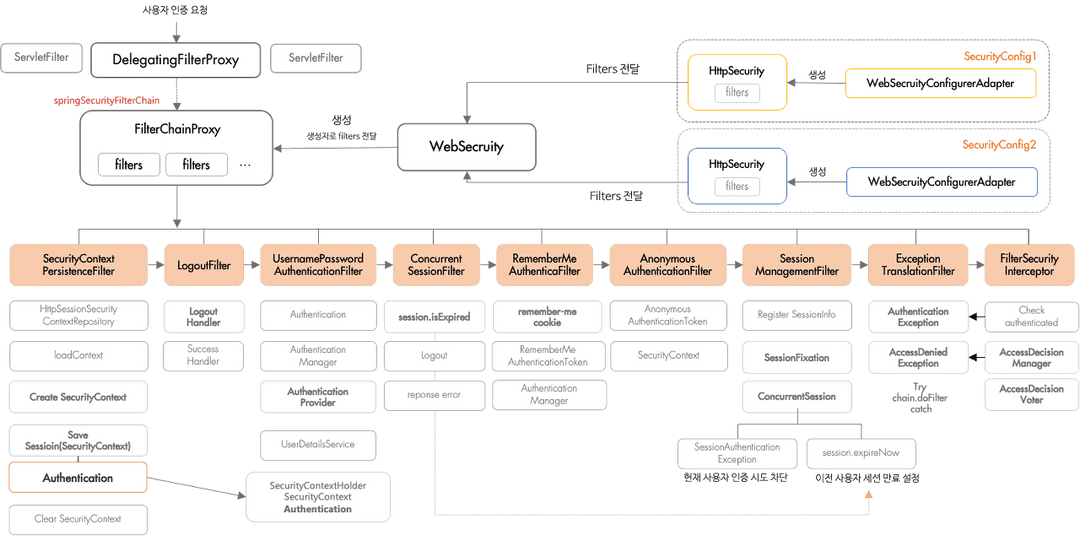 사용자 인증 요청
ServletFilter
DelegatingFilterProxy
ServletFilter
springSecurityFilterChain
FilterChainProxy
filters
filters
...
생성
생성자로 filters 전달
WebSecruity
Filters 전달
Filters 전달
SecurityConfig1
HttpSecurity
filters
생성
WebSecruityConfigurerAdapter
SecurityConfig2
HttpSecurity
filters
생성
WebSecruityConfigurerAdapter
SecurityContext
PersistenceFilter
LogoutFilter
UsernamePassword
AuthenticationFilter
Concurrent
SessionFilter
RememberMe
AuthenticaFilter
Anonymous
AuthenticationFilter
Session
ManagementFilter
Exception
TranslationFilter
FilterSecurity
Interceptor
HttpSessionSecurity
ContextRepository
loadContext
Create SecurityContext
Save
Sessioin(SecurityContext)
Authentication
Clear SecurityContext
Logout
Handler
Success
Handler
Authentication
Authentication
Manager
Authentication
Provider
UserDetailsService
SecurityContextHolder
SecurityContext
Authentication
session.isExpired
Logout
reponse error
remember-me
cookie
RememberMe
AuthenticationToken
Authentication
Manager
Anonymous
AuthenticationToken
SecurityContext
Register SessionInfo
SessionFixation
ConcurrentSession
SessionAuthentication
Exception
현재 사용자 인증 시도 차단
session.expireNow
이전 사용자 세션 만료 설정
Authentication
Exception
AccessDenied
Exception
Try
chain.doFilter
catch
Check
authenticated
AccessDecision
Manager
AccessDecision
Voter